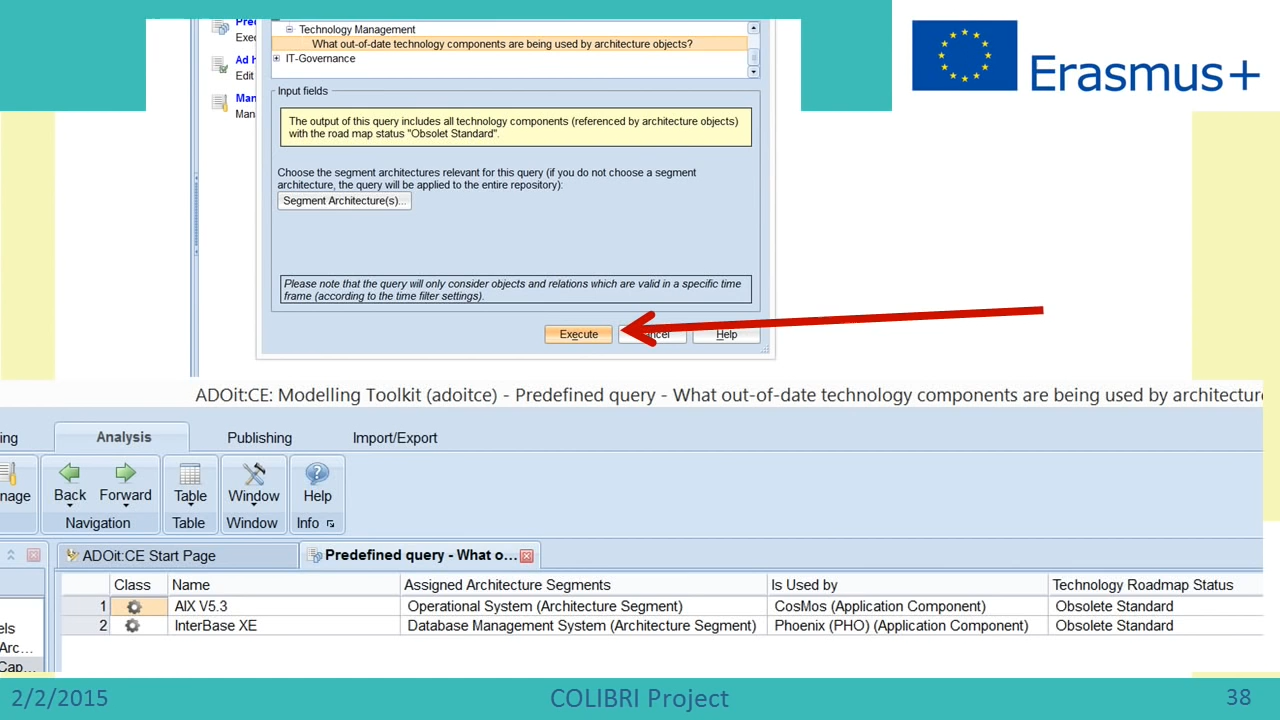 Pre
Exec
Ad h
Edit
Man
Mana
Technology Management
What out-of-date technology components are being used by architecture objects?
IT-Governance
Input fields
The output of this query includes all technology components (referenced by architecture objects)
with the road map status "Obsolet Standard".
Choose the segment architectures relevant for this query (if you do not choose a segment
architecture, the query will be applied to the entire repository):
Segment Architecture(s)...
Please note that the query will only consider objects and relations which are valid in a specific time
frame (according to the time filter settings).
Execute ncel Help
Erasmus+
ADOit:CE: Modelling Toolkit (adoitce) - Predefined query - What out-of-date technology components are being used by architectur
ing Analysis Publishing Import/Export
nage Back Forward Table Window Help
Navigation Table Window Info
ADOit:CE Start Page Predefined query - What o...
Class Name Assigned Architecture Segments Is Used by Technology Roadmap Status
1 AIX V5.3 Operational System (Architecture Segment) CosMos (Application Component) Obsolete Standard
2 InterBase XE Database Management System (Architecture Segment) Phoenix (PHO) (Application Component) Obsolete Standard
els
Arc...
Cap...
2/2/2015 COLIBRI Project 38